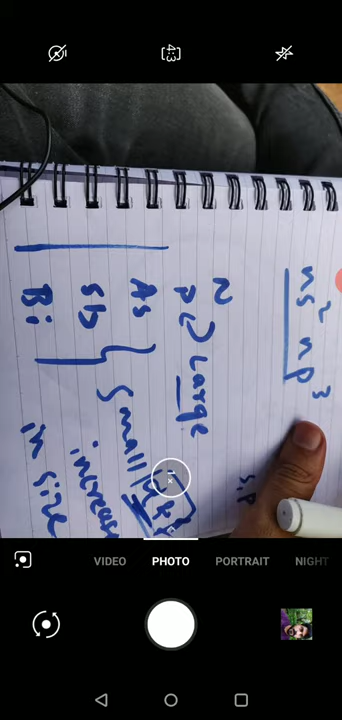 ns² np³
N
P
Large
As
Sb
Bi
Small
increase
in size
VIDEO PHOTO PORTRAIT NIGHT